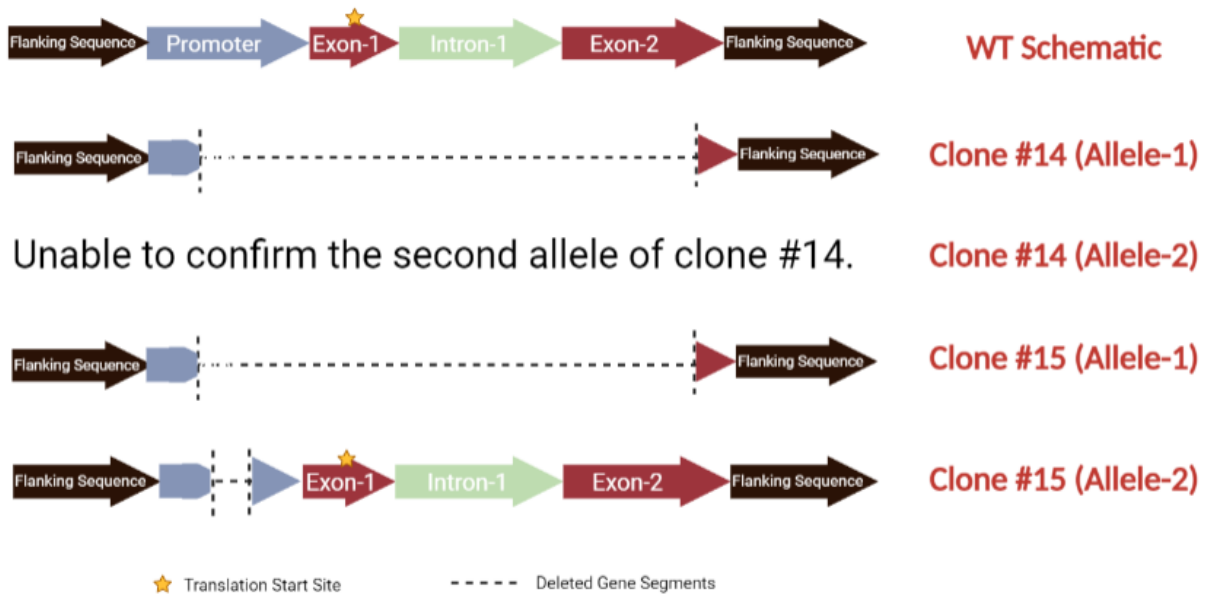 Flanking Sequence Promoter Exon-1 Intron-1 Exon-2 Flanking Sequence WT Schematic
Flanking Sequence Flanking Sequence Clone #14 (Allele-1)
Unable to confirm the second allele of clone #14. Clone #14 (Allele-2)
Flanking Sequence Flanking Sequence Clone #15 (Allele-1)
Flanking Sequence Exon-1 Intron-1 Exon-2 Flanking Sequence Clone #15 (Allele-2)
Translation Start Site Deleted Gene Segments